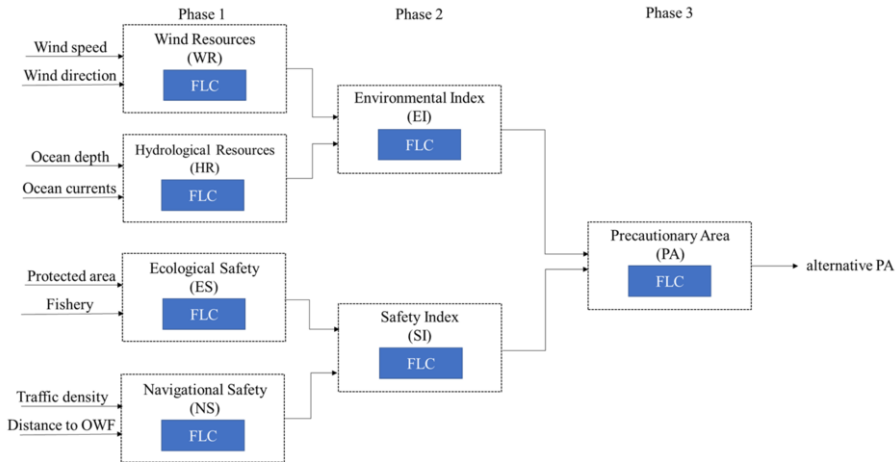 Phase 1
Phase 2
Phase 3
Wind speed
Wind direction
Wind Resources
(WR)
FLC
Ocean depth
Ocean currents
Hydrological Resources
(HR)
FLC
Environmental Index
(EI)
FLC
Protected area
Fishery
Ecological Safety
(ES)
FLC
Traffic density
Distance to OWF
Navigational Safety
(NS)
FLC
Safety Index
(SI)
FLC
Precautionary Area
(PA)
FLC
alternative PA